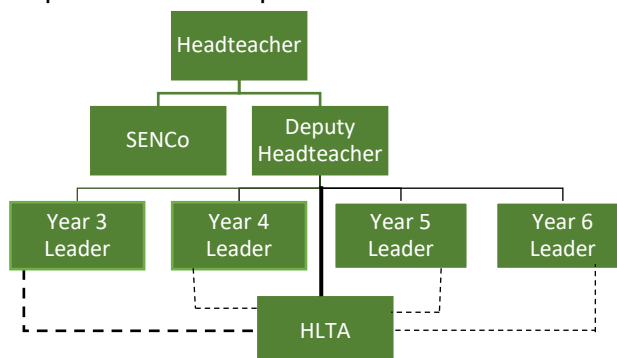 Headteacher
SENCo
Deputy
Headteacher
Year 3
Leader
Year 4
Leader
Year 5
Leader
Year 6
Leader
HLTA